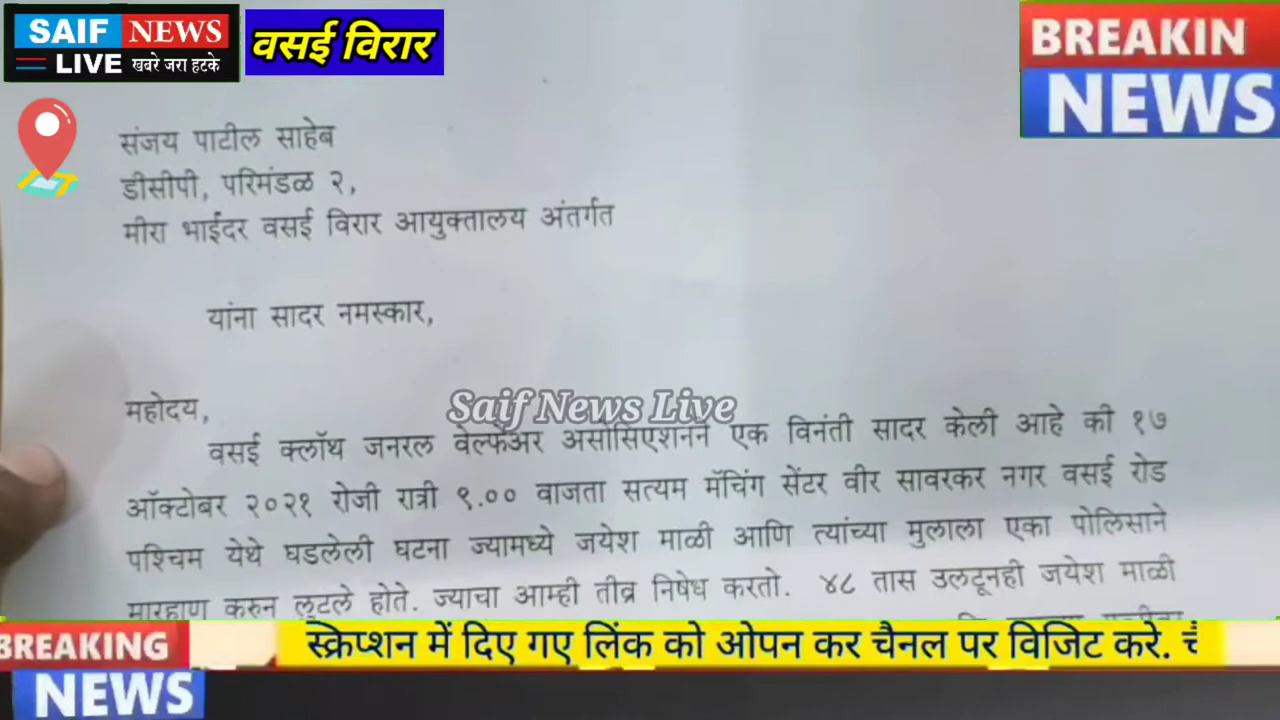 SAIF NEWS
LIVE खबरे जरा हटके
वसई विरार
BREAKIN
NEWS
संजय पाटील साहेब
डीसीपी, परिमंडळ २,
मीरा भाईंदर वसई विरार आयुक्तालय अंतर्गत
यांना सादर नमस्कार,
महोदय,
Saif News Live
वसई क्लॉथ जनरल वेल्फेअर असोसिएशनने एक विनंती सादर केली आहे की १७
ऑक्टोबर २०२१ रोजी रात्री ९.०० वाजता सत्यम मॅचिंग सेंटर वीर सावरकर नगर वसई रोड
पश्चिम येथे घडलेली घटना ज्यामध्ये जयेश माळी आणि त्यांच्या मुलाला एका पोलिसाने
मारहाण करुन लुटले होते. ज्याचा आम्ही तीव्र निषेध करतो. ४८ तास उलटूनही जयेश माळी
BREAKING
NEWS
स्क्रिप्शन में दिए गए लिंक को ओपन कर चैनल पर विजिट करे.